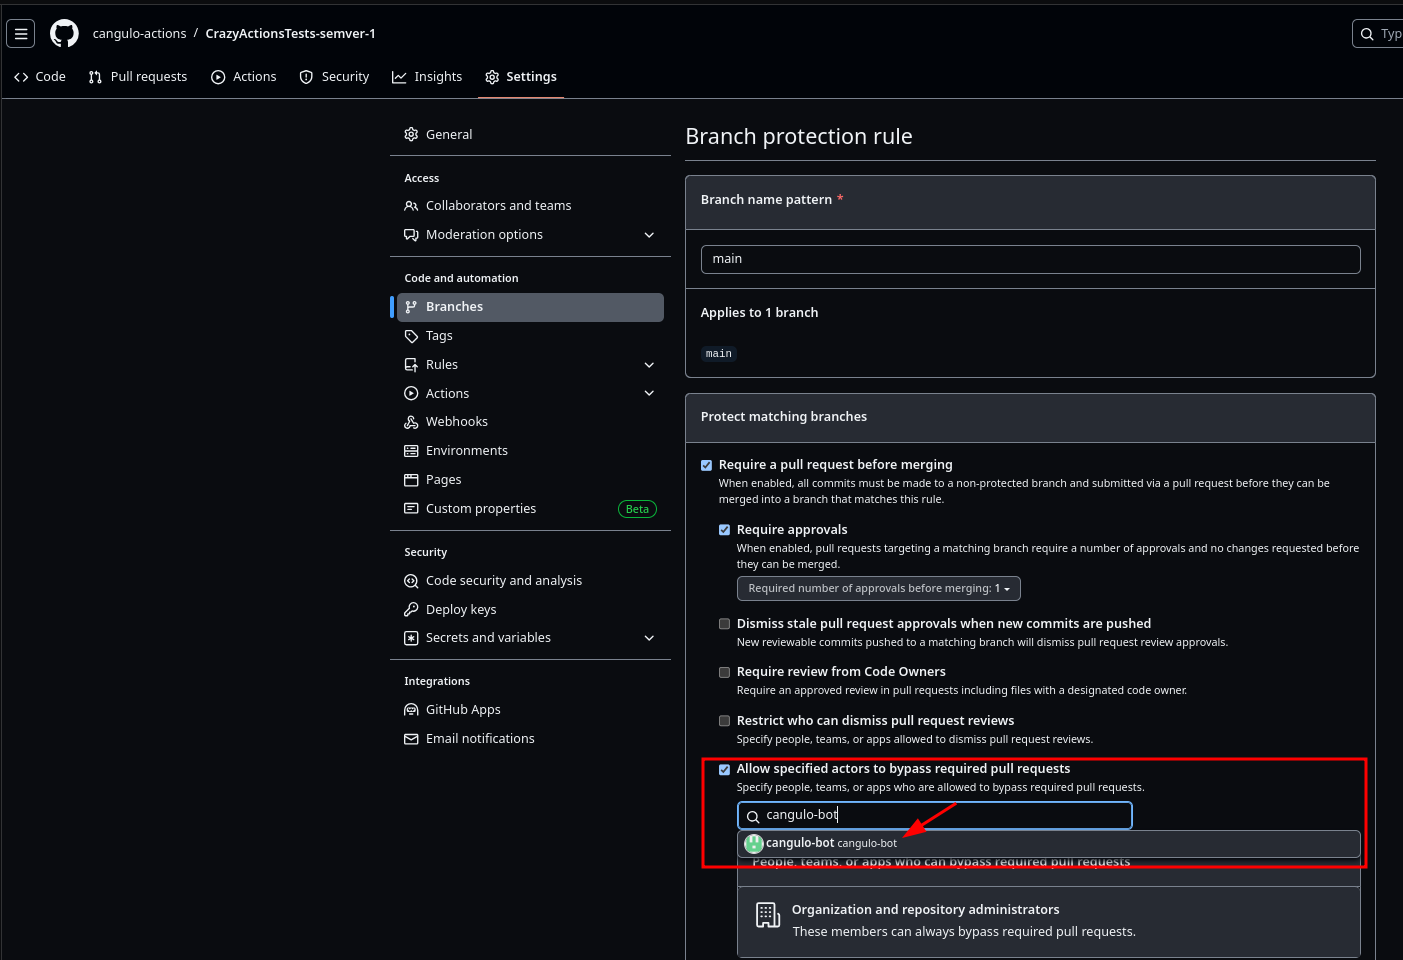 cangulo-actions / CrazyActionsTests-semver-1
Typ
Code
Pull requests
Actions
Security
Insights
Settings
General
Access
Collaborators and teams
Moderation options
Code and automation
Branches
Tags
Rules
Actions
Webhooks
Environments
Pages
Custom properties
Beta
Security
Code security and analysis
Deploy keys
Secrets and variables
Integrations
GitHub Apps
Email notifications
Branch protection rule
Branch name pattern *
main
Applies to 1 branch
main
Protect matching branches
Require a pull request before merging
When enabled, all commits must be made to a non-protected branch and submitted via a pull request before they can be
merged into a branch that matches this rule.
Require approvals
When enabled, pull requests targeting a matching branch require a number of approvals and no changes requested before
they can be merged.
Required number of approvals before merging: 1
Dismiss stale pull request approvals when new commits are pushed
New reviewable commits pushed to a matching branch will dismiss pull request review approvals.
Require review from Code Owners
Require an approved review in pull requests including files with a designated code owner.
Restrict who can dismiss pull request reviews
Specify people, teams, or apps allowed to dismiss pull request reviews.
Allow specified actors to bypass required pull requests
Specify people, teams, or apps who are allowed to bypass required pull requests.
cangulo-bot
cangulo-bot cangulo-bot
People, teams, or apps who can bypass required pull requests
Organization and repository administrators
These members can always bypass required pull requests.